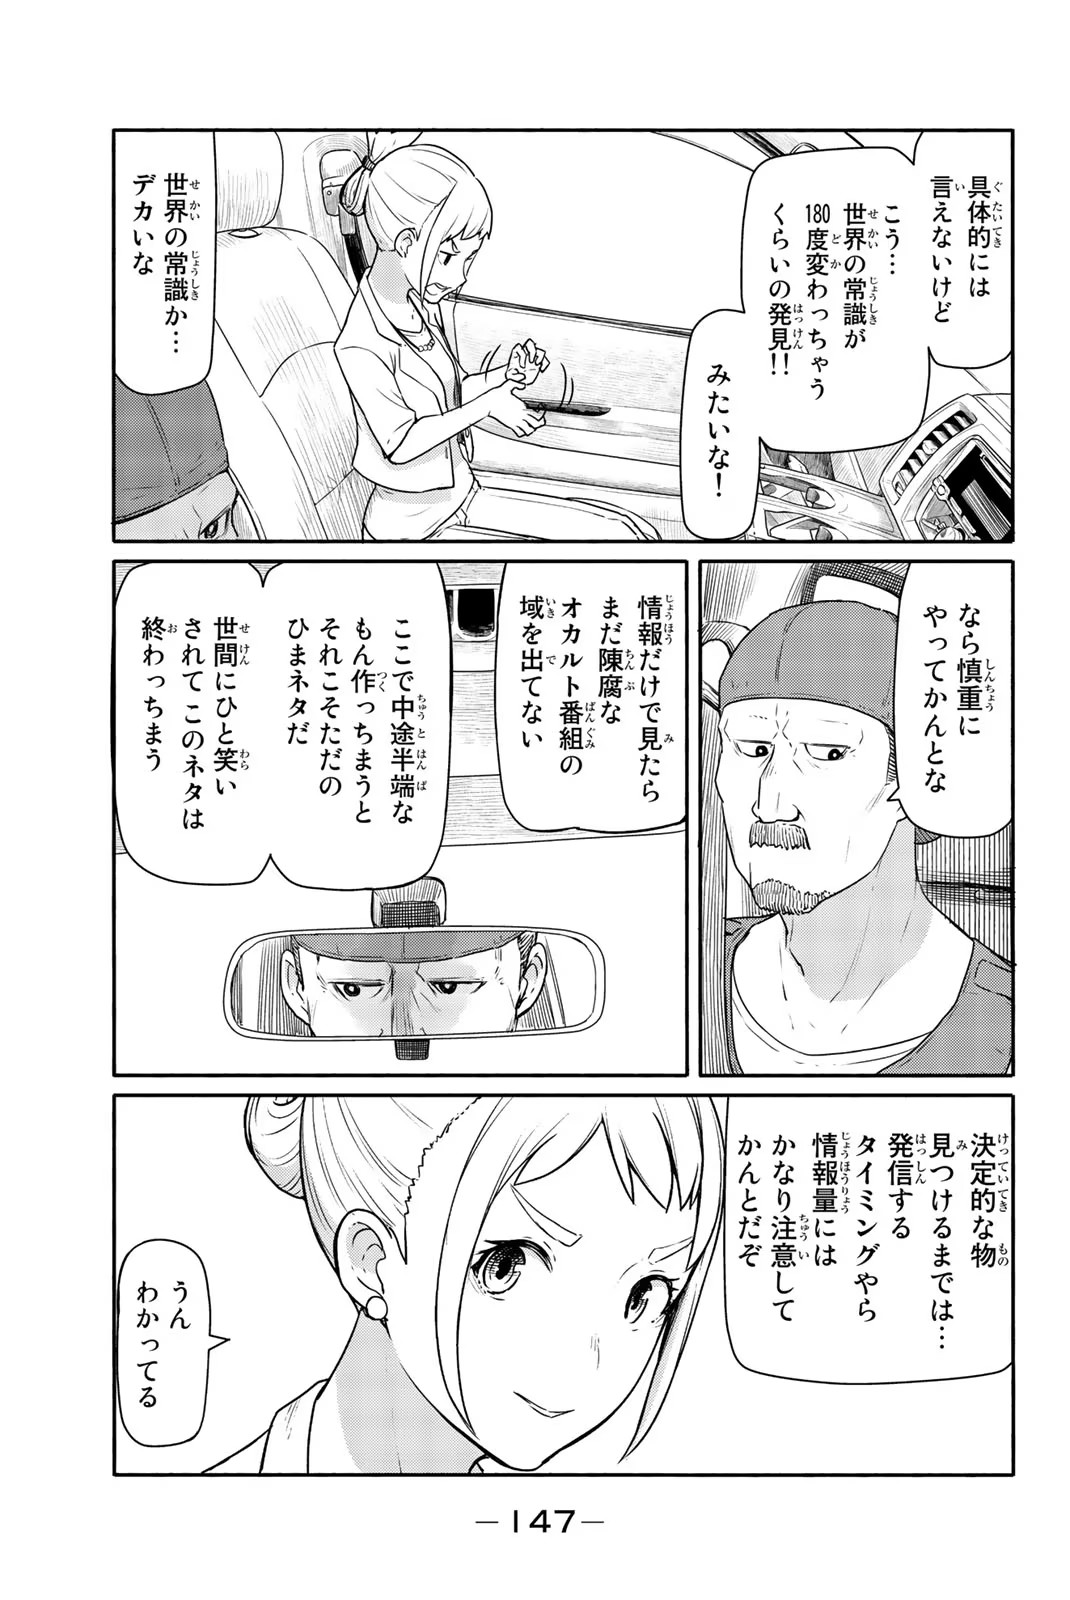 具体的には
言えないけど
こう…
世界の常識が
180度変わっちゃう
くらいの発見!!
みたいな!
世界の常識か…
デカいな
なら慎重に
やってかんとな
情報だけで見たら
まだ陳腐な
オカルト番組の
域を出てない
ここで中途半端な
もん作っちまうと
それこそただの
ひまネタだ
世間にひと笑い
されてこのネタは
終わっちまう
決定的な物
見つけるまでは…
発信する
タイミングやら
情報量には
かなり注意して
かんとだぞ
うん
わかってる
—147—